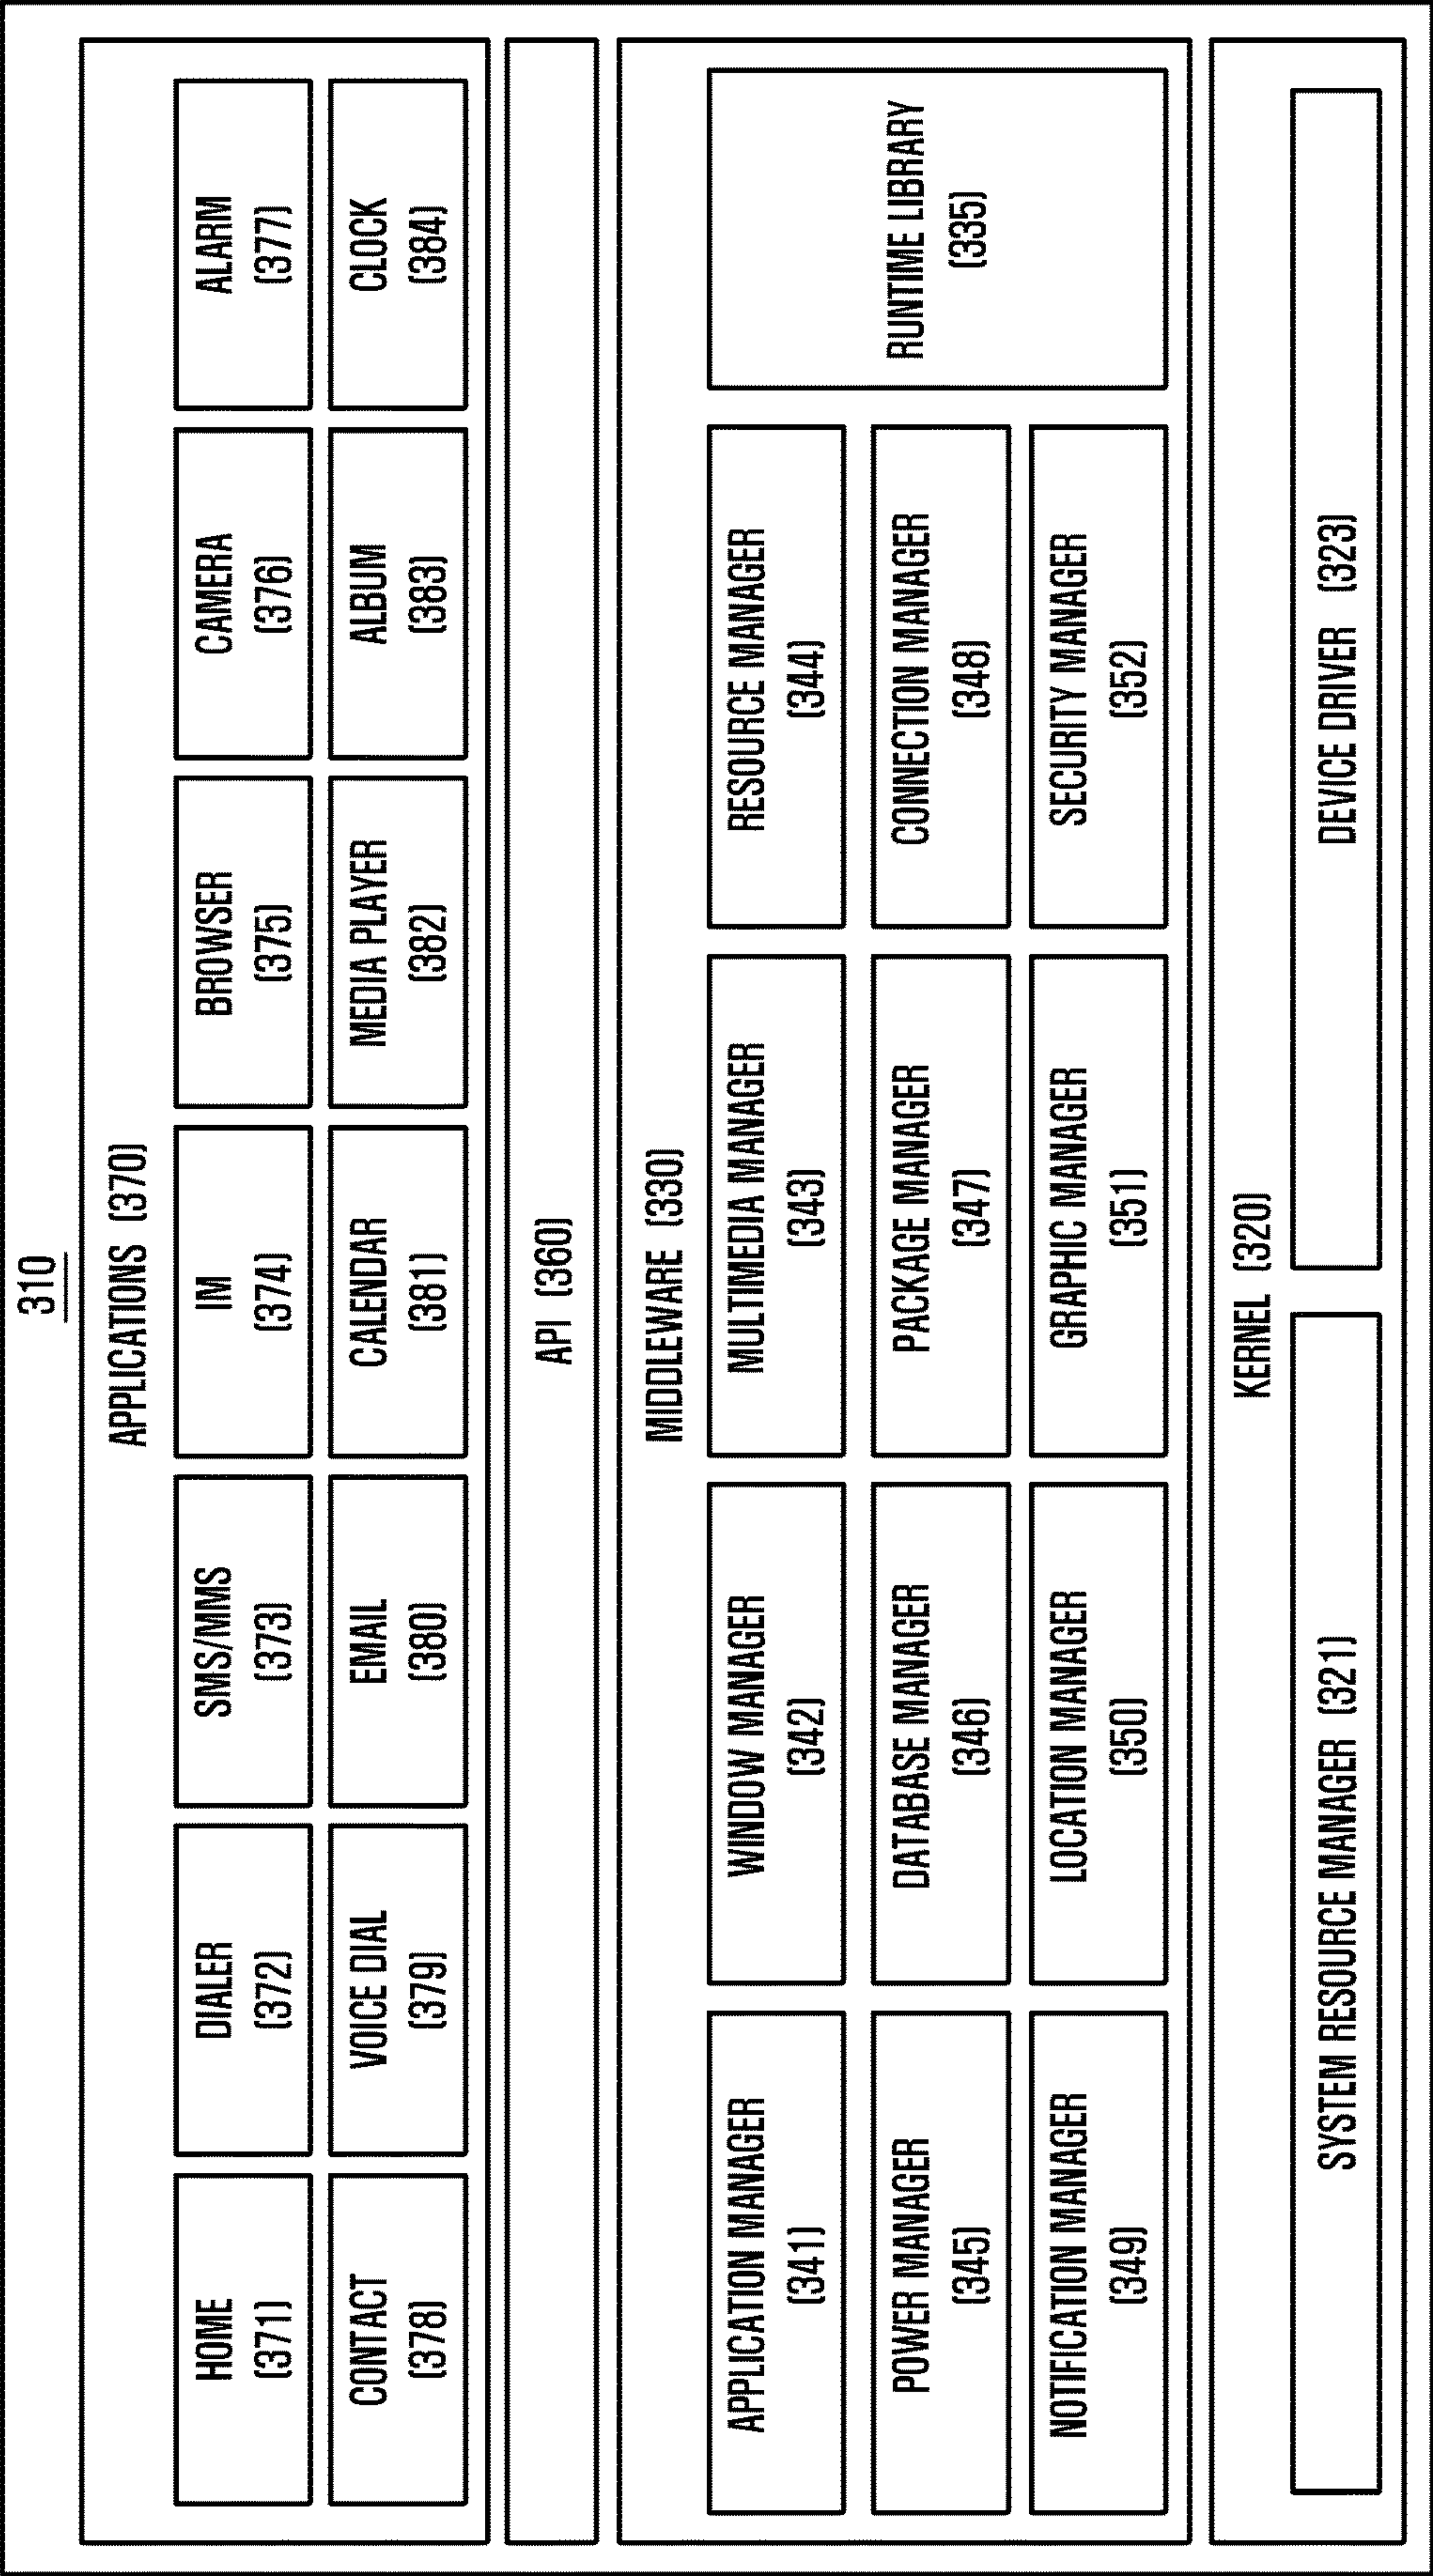 310
APPLICATIONS (370)
HOME
(371)
DIALER
(372)
SMS/MMS
(373)
IM
(374)
BROWSER
(375)
CAMERA
(376)
ALARM
(377)
CONTACT
(378)
VOICE DIAL
(379)
EMAIL
(380)
CALENDAR
(381)
MEDIA PLAYER
(382)
ALBUM
(383)
CLOCK
(384)
API (360)
MIDDLEWARE (330)
APPLICATION MANAGER
(341)
WINDOW MANAGER
(342)
MULTIMEDIA MANAGER
(343)
RESOURCE MANAGER
(344)
POWER MANAGER
(345)
DATABASE MANAGER
(346)
PACKAGE MANAGER
(347)
CONNECTION MANAGER
(348)
NOTIFICATION MANAGER
(349)
LOCATION MANAGER
(350)
GRAPHIC MANAGER
(351)
SECURITY MANAGER
(352)
RUNTIME LIBRARY
(335)
KERNEL (320)
SYSTEM RESOURCE MANAGER (321)
DEVICE DRIVER (323)